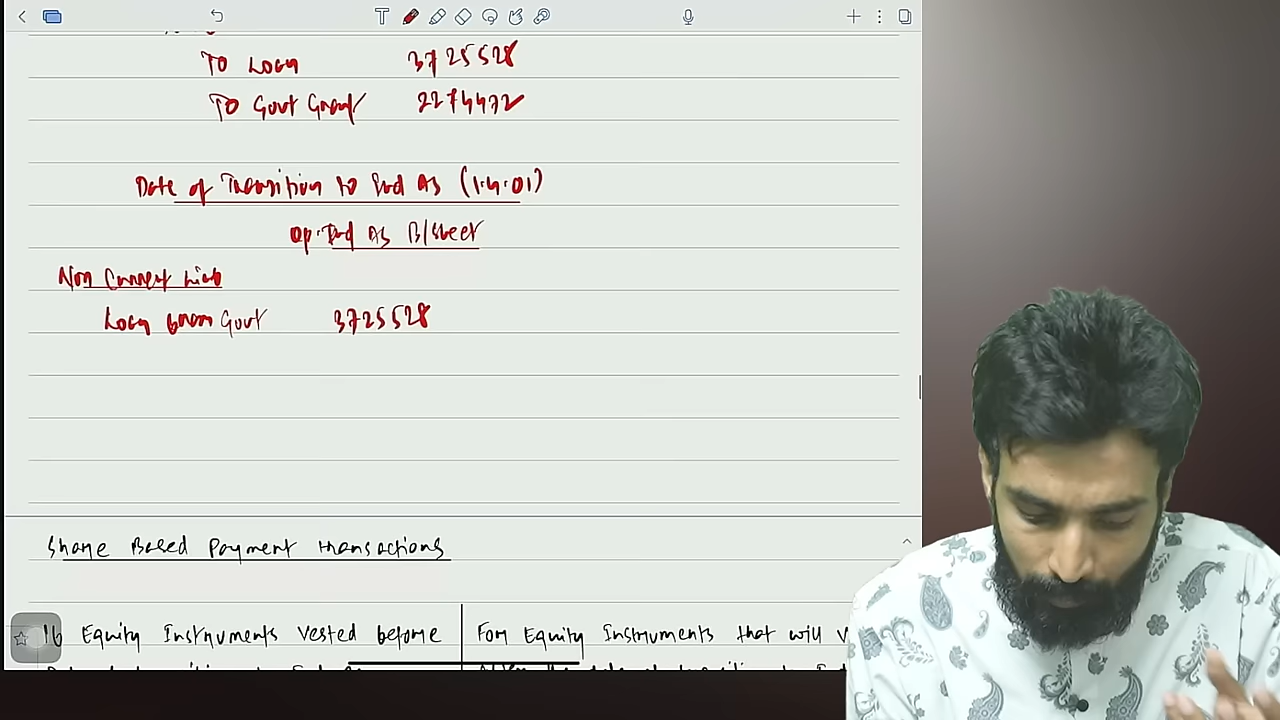 To Loan 3725528
To Govt Grant 2274472
Date of Transition to Ind As (1.4.01)
Op. Ind As B/sheet
Non Current Liab
Loan from Govt 3725528
Share Based Payment transactions
Equity Instruments vested before
For Equity Instruments that will